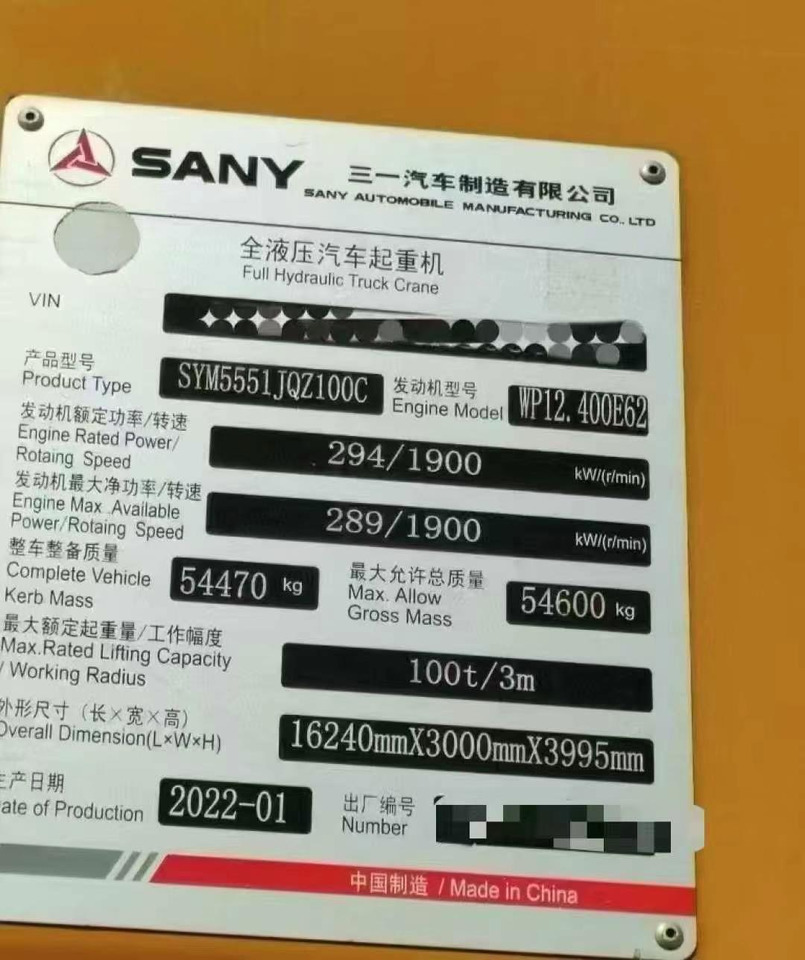 SANY 三一汽车制造有限公司
SANY AUTOMOBILE MANUFACTURING CO., LTD
全液压汽车起重机
Full Hydraulic Truck Crane
VIN
产品型号
Product Type SYM5551JQZ100C
发动机型号
Engine Model WP12.400E62
发动机额定功率/转速
Engine Rated Power/
Rotaing Speed
294/1900 kW/(r/min)
发动机最大净功率/转速
Engine Max .Available
Power/Rotaing Speed
289/1900 kW/(r/min)
整车整备质量
Complete Vehicle
Kerb Mass
54470 kg
最大允许总质量
Max. Allow
Gross Mass
54600 kg
最大额定起重量/工作幅度
Max.Rated Lifting Capacity
/ Working Radius
100t/3m
外形尺寸（长×宽×高）
Overall Dimension(L×W×H)
16240mmX3000mmX3995mm
生产日期
Date of Production
2022-01
出厂编号
Number
中国制造 / Made in China